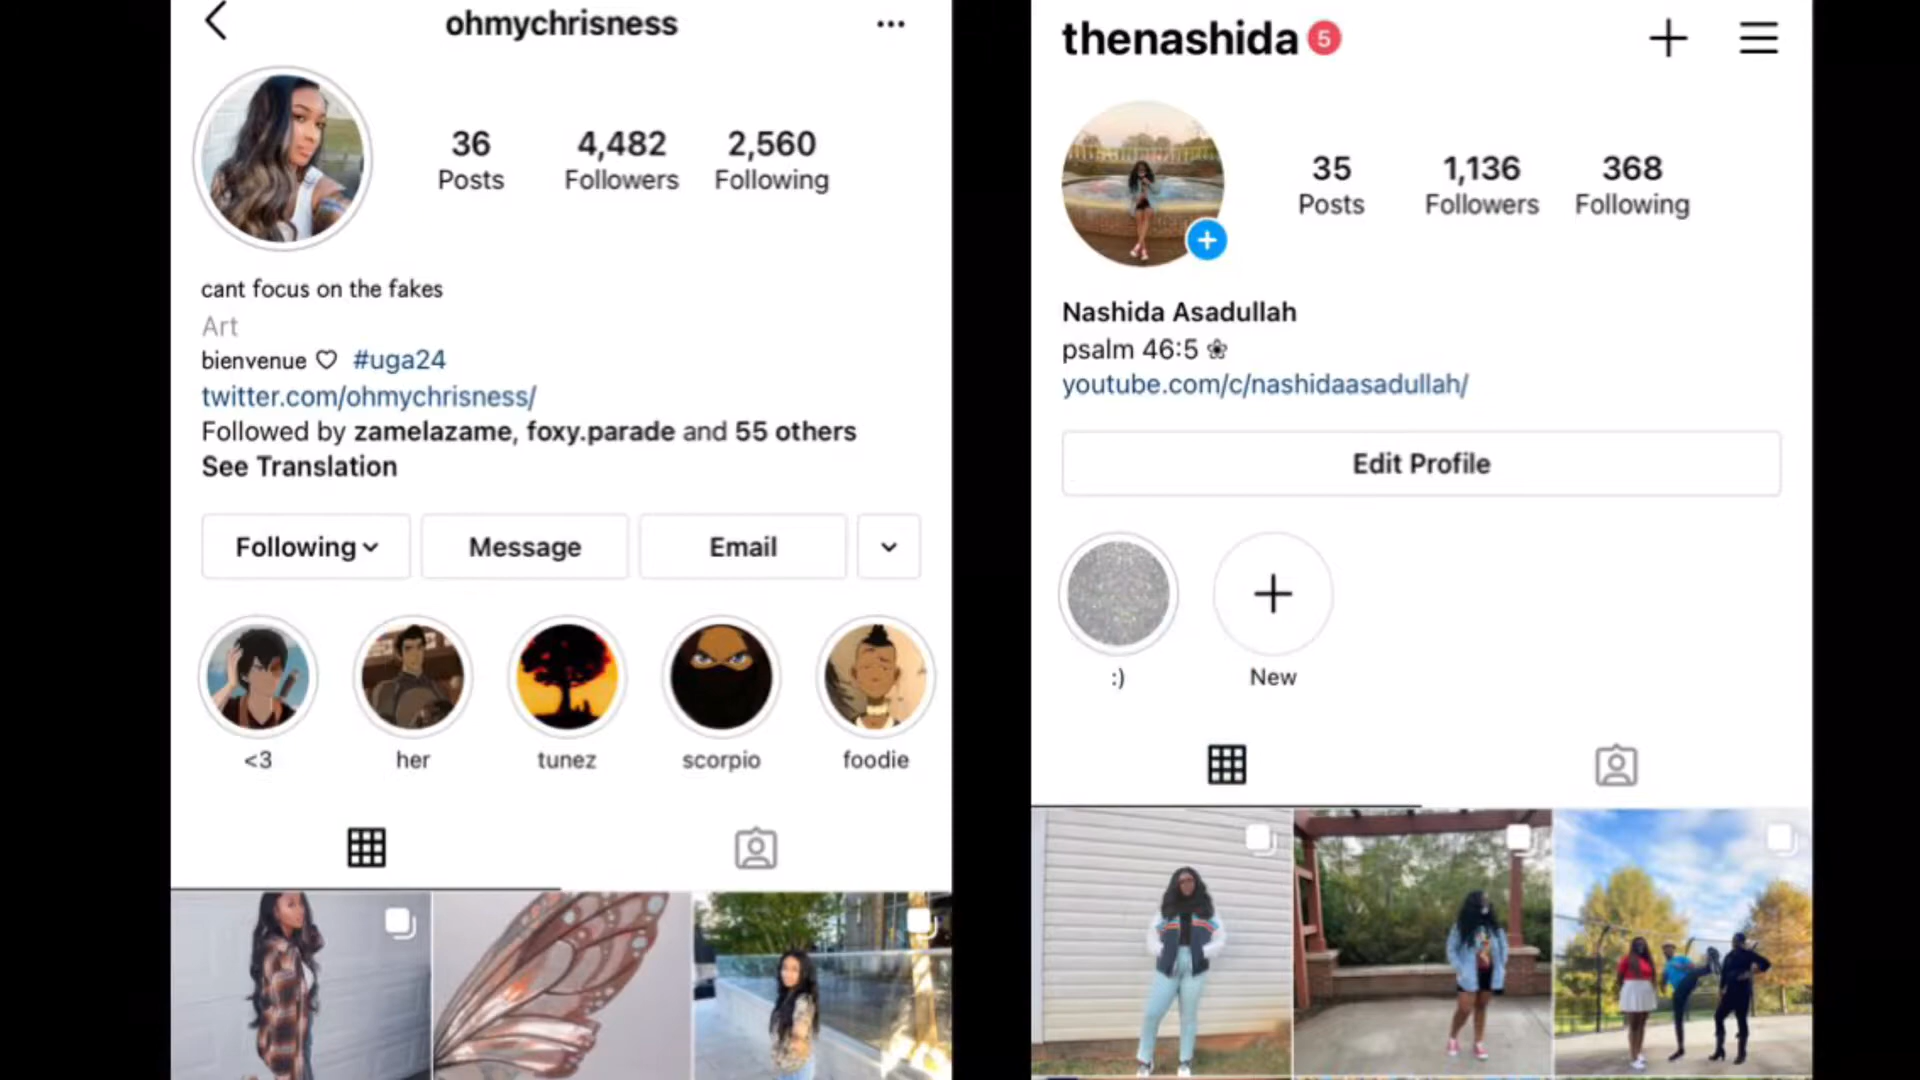 ohmychrisness
36
Posts
4,482
Followers
2,560
Following
cant focus on the fakes
Art
bienvenue ♡ #uga24
twitter.com/ohmychrisness/
Followed by zamelazame, foxy.parade and 55 others
See Translation
Following
Message
Email
<3
her
tunez
scorpio
foodie
thenashida 5
35
Posts
1,136
Followers
368
Following
Nashida Asadullah
psalm 46:5 ❀
youtube.com/c/nashidaasadullah/
Edit Profile
:)
New